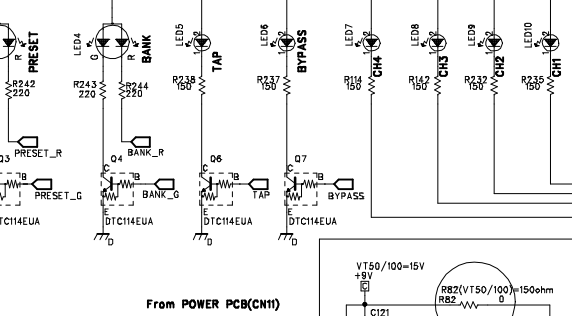 LED4
LED5
LED6
LED7
LED8
LED9
LED10
G
R
R
PRESET
BANK
TAP
BYPASS
CH4
CH3
CH2
CH1
R242
220
R243
220
R244
220
R238
150
R237
150
R114
150
R142
150
R232
150
R235
150
PRESET_R
BANK_R
Q3
Q4
Q6
Q7
C
C
C
B
B
B
B
PRESET_G
BANK_G
TAP
BYPASS
E
E
E
DTC114EUA
DTC114EUA
DTC114EUA
DTC114EUA
D
D
D
From POWER PCB(CN11)
VT50/100=15V
+9V
C
C121
R82(VT50/100)=150ohm
R82
0